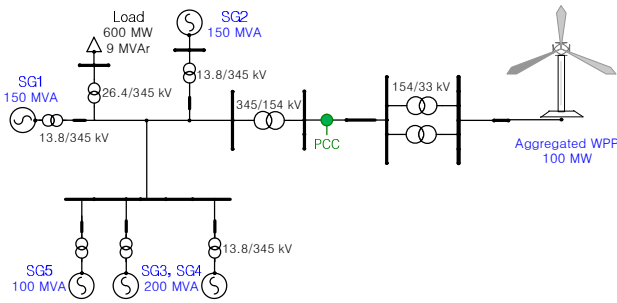 Load
600 MW
9 MVAr
SG2
150 MVA
SG1
150 MVA
13.8/345 kV
26.4/345 kV
13.8/345 kV
345/154 kV
154/33 kV
PCC
Aggregated WPP
100 MW
13.8/345 kV
SG5
100 MVA
SG3, SG4
200 MVA